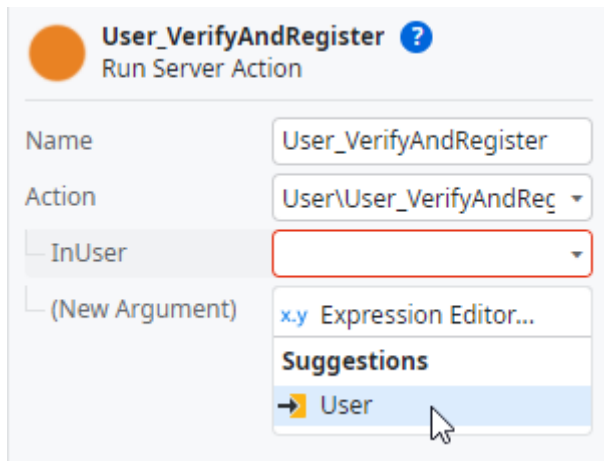 User_VerifyAndRegister ?
Run Server Action
Name User_VerifyAndRegister
Action User\User_VerifyAndReg
InUser
(New Argument)
x.y Expression Editor...
Suggestions
User